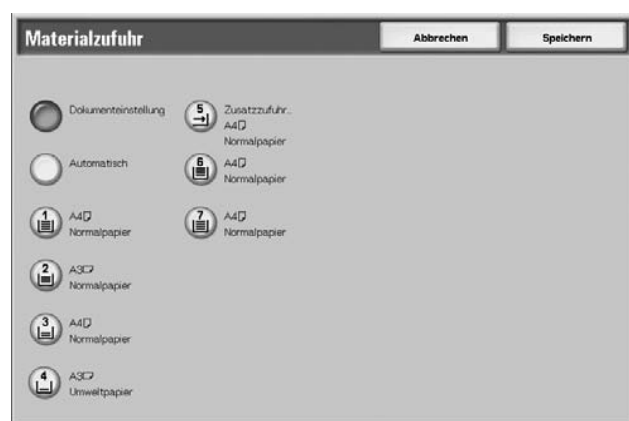 Materialzufuhr
Abbrechen
Speichern
Dokumenteinstellung
Automatisch
1
A4
Normalpapier
2
A3
Normalpapier
3
A4
Normalpapier
4
A3
Umweltpapier
5
Zusatzzufuhr..
A4
Normalpapier
6
A4
Normalpapier
7
A4
Normalpapier